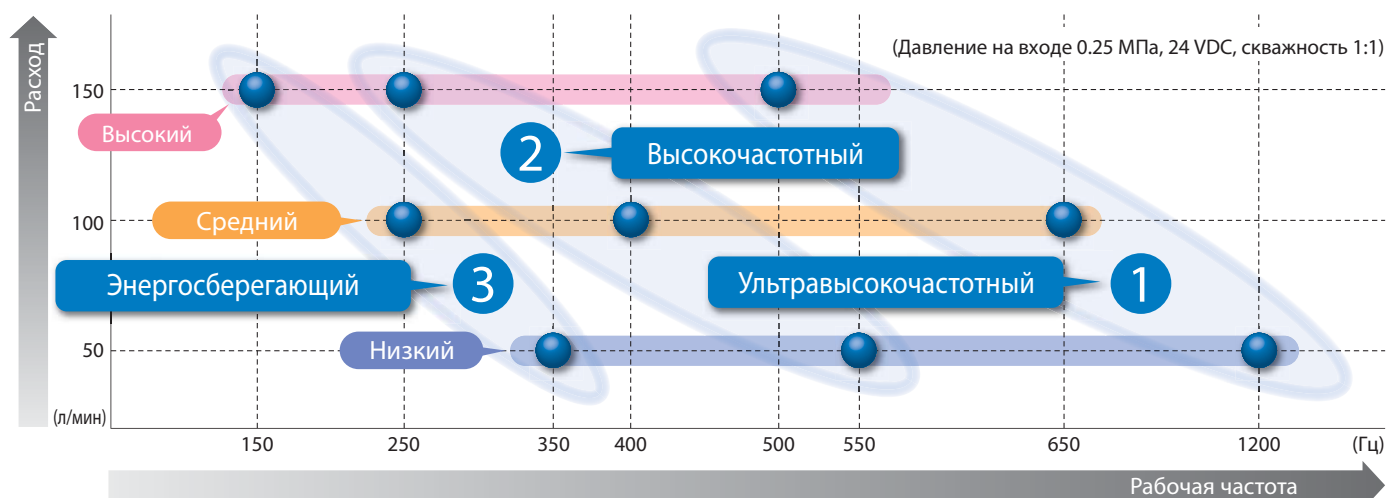 Расход
(Давление на входе 0.25 МПа, 24 VDC, скважность 1:1)
150
Высокий
2
Высокочастотный
100
Средний
Энергосберегающий
3
Ультравысокочастотный
1
50
Низкий
(л/мин)
150 250 350 400 500 550 650 1200 (Гц)
Рабочая частота